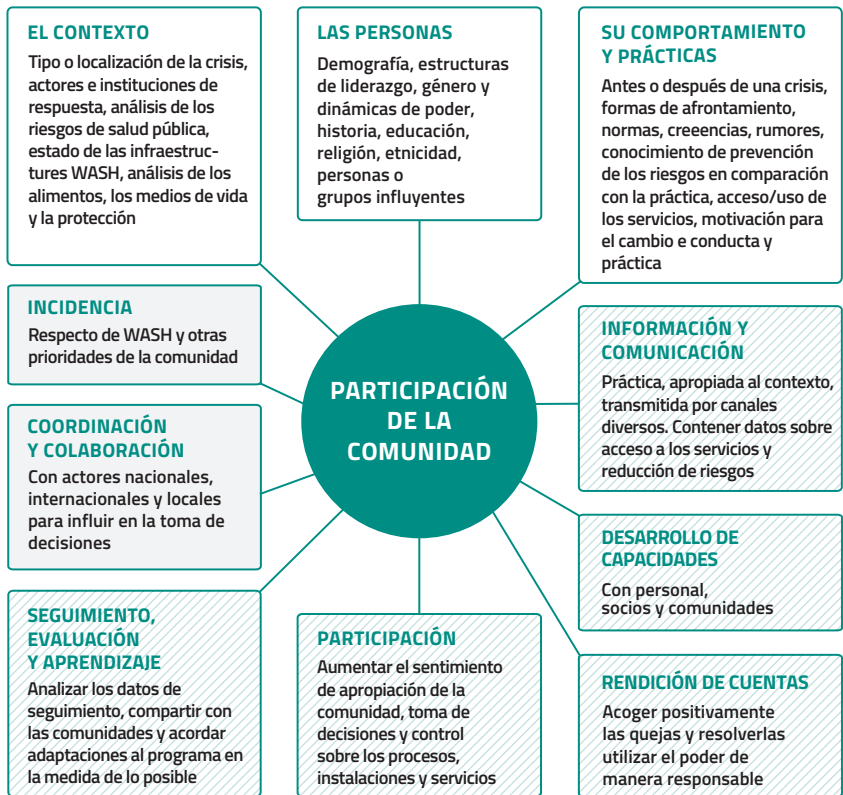 EL CONTEXTO
Tipo o localización de la crisis,
actores e instituciones de
respuesta, análisis de los
riesgos de salud pública,
estado de las infraestruc-
tures WASH, análisis de los
alimentos, los medios de vida
y la protección
LAS PERSONAS
Demografía, estructuras
de liderazgo, género y
dinámicas de poder,
historia, educación,
religión, etnicidad,
personas o
grupos influyentes
SU COMPORTAMIENTO
Y PRÁCTICAS
Antes o después de una crisis,
formas de afrontamiento,
normas, creeencias, rumores,
conocimiento de prevención
de los riesgos en comparación
con la práctica, acceso/uso de
los servicios, motivación para
el cambio e conducta y
práctica
INCIDENCIA
Respecto de WASH y otras
prioridades de la comunidad
PARTICIPACIÓN
DE LA
COMUNIDAD
INFORMACIÓN Y
COMUNICACIÓN
Práctica, apropiada al contexto,
transmitida por canales
diversos. Contener datos sobre
acceso a los servicios y
reducción de riesgos
COORDINACIÓN
Y COLABORACIÓN
Con actores nacionales,
internacionales y locales
para influir en la toma de
decisiones
DESARROLLO DE
CAPACIDADES
Con personal,
socios y comunidades
SEGUIMIENTO,
EVALUACIÓN
Y APRENDIZAJE
Analizar los datos de
seguimiento, compartir con
las comunidades y acordar
adaptaciones al programa en
la medida de lo posible
PARTICIPACIÓN
Aumentar el sentimiento
de apropiación de la
comunidad, toma de
decisiones y control
sobre los procesos,
instalaciones y servicios
RENDICIÓN DE CUENTAS
Acoger positivamente
las quejas y resolverlas
utilizar el poder de
manera responsable